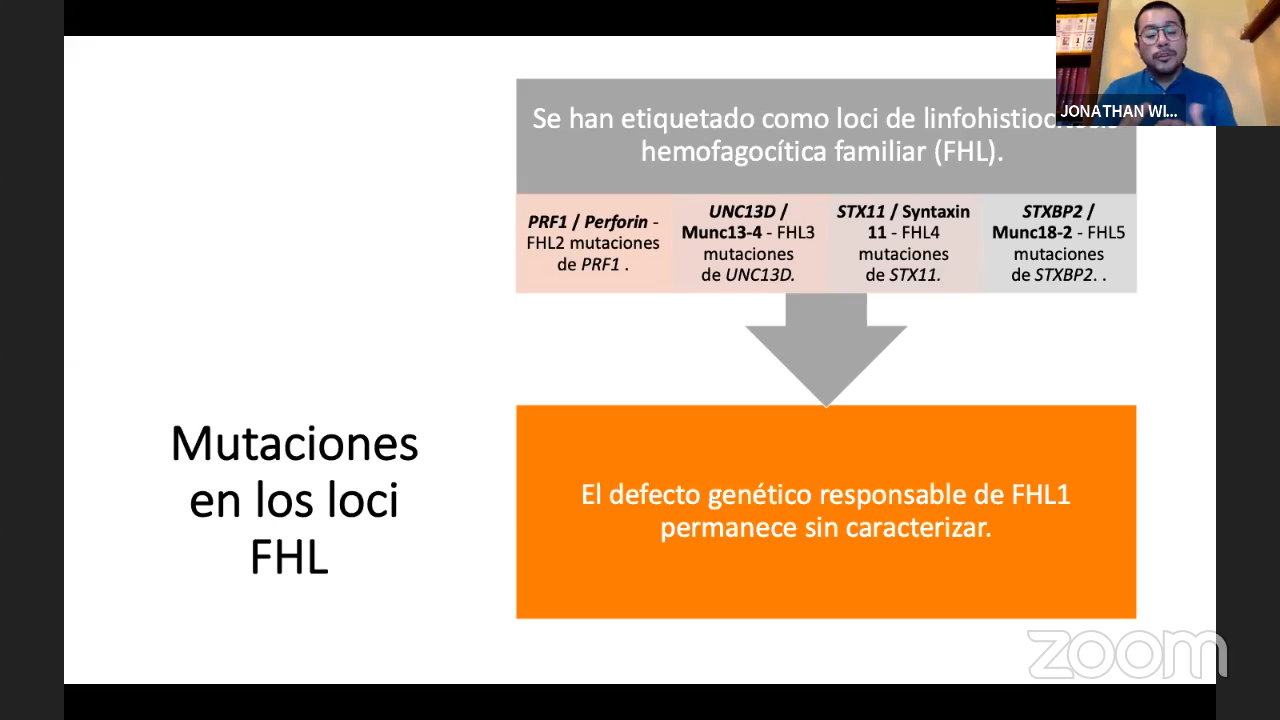 JONATHAN WI...
Se han etiquetado como loci de
hemofagocítica familiar (FHL).
PRF1 / Perforin -
FHL2 mutaciones
de PRF1 .
UNC13D /
Munc13-4 - FHL3
mutaciones
de UNC13D.
STX11 / Syntaxin
11 - FHL4
mutaciones
de STX11.
STXBP2 /
Munc18-2 - FHL5
mutaciones
de STXBP2. .
El defecto genético responsable de FHL1
permanece sin caracterizar.
Mutaciones
en los loci
FHL
zoom